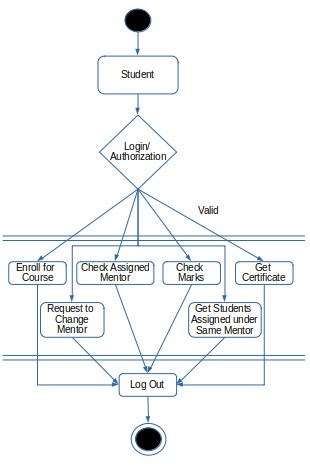 Student
Login/
Authorization
Valid
Enroll for
Course
Check Assigned
Mentor
Check
Marks
Get
Certificate
Request to
Change
Mentor
Get Students
Assigned under
Same Mentor
Log Out